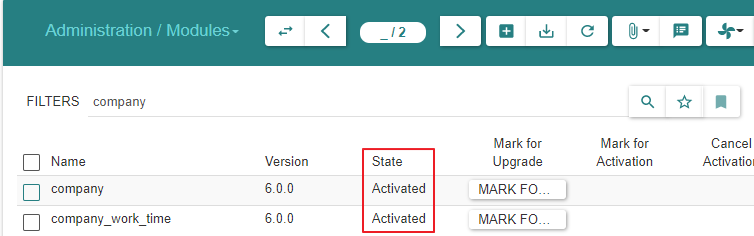 Administration / Modules
_ / 2
FILTERS company
Mark for Mark for Cancel
Name Version State Upgrade Activation Activatio
company 6.0.0 Activated MARK FO...
company_work_time 6.0.0 Activated MARK FO...